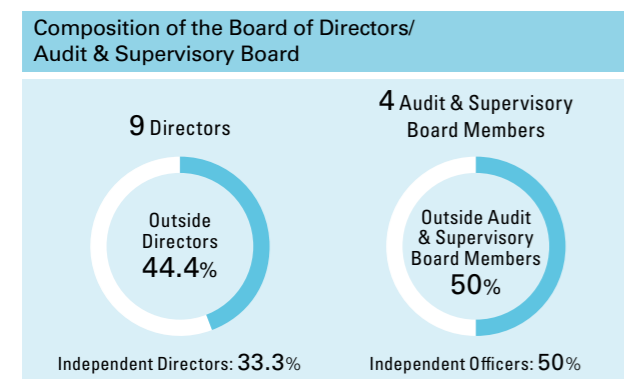 Composition of the Board of Directors/
Audit & Supervisory Board
9 Directors
Outside
Directors
44.4%
Independent Directors: 33.3%
4 Audit & Supervisory
Board Members
Outside Audit
& Supervisory
Board Members
50%
Independent Officers: 50%